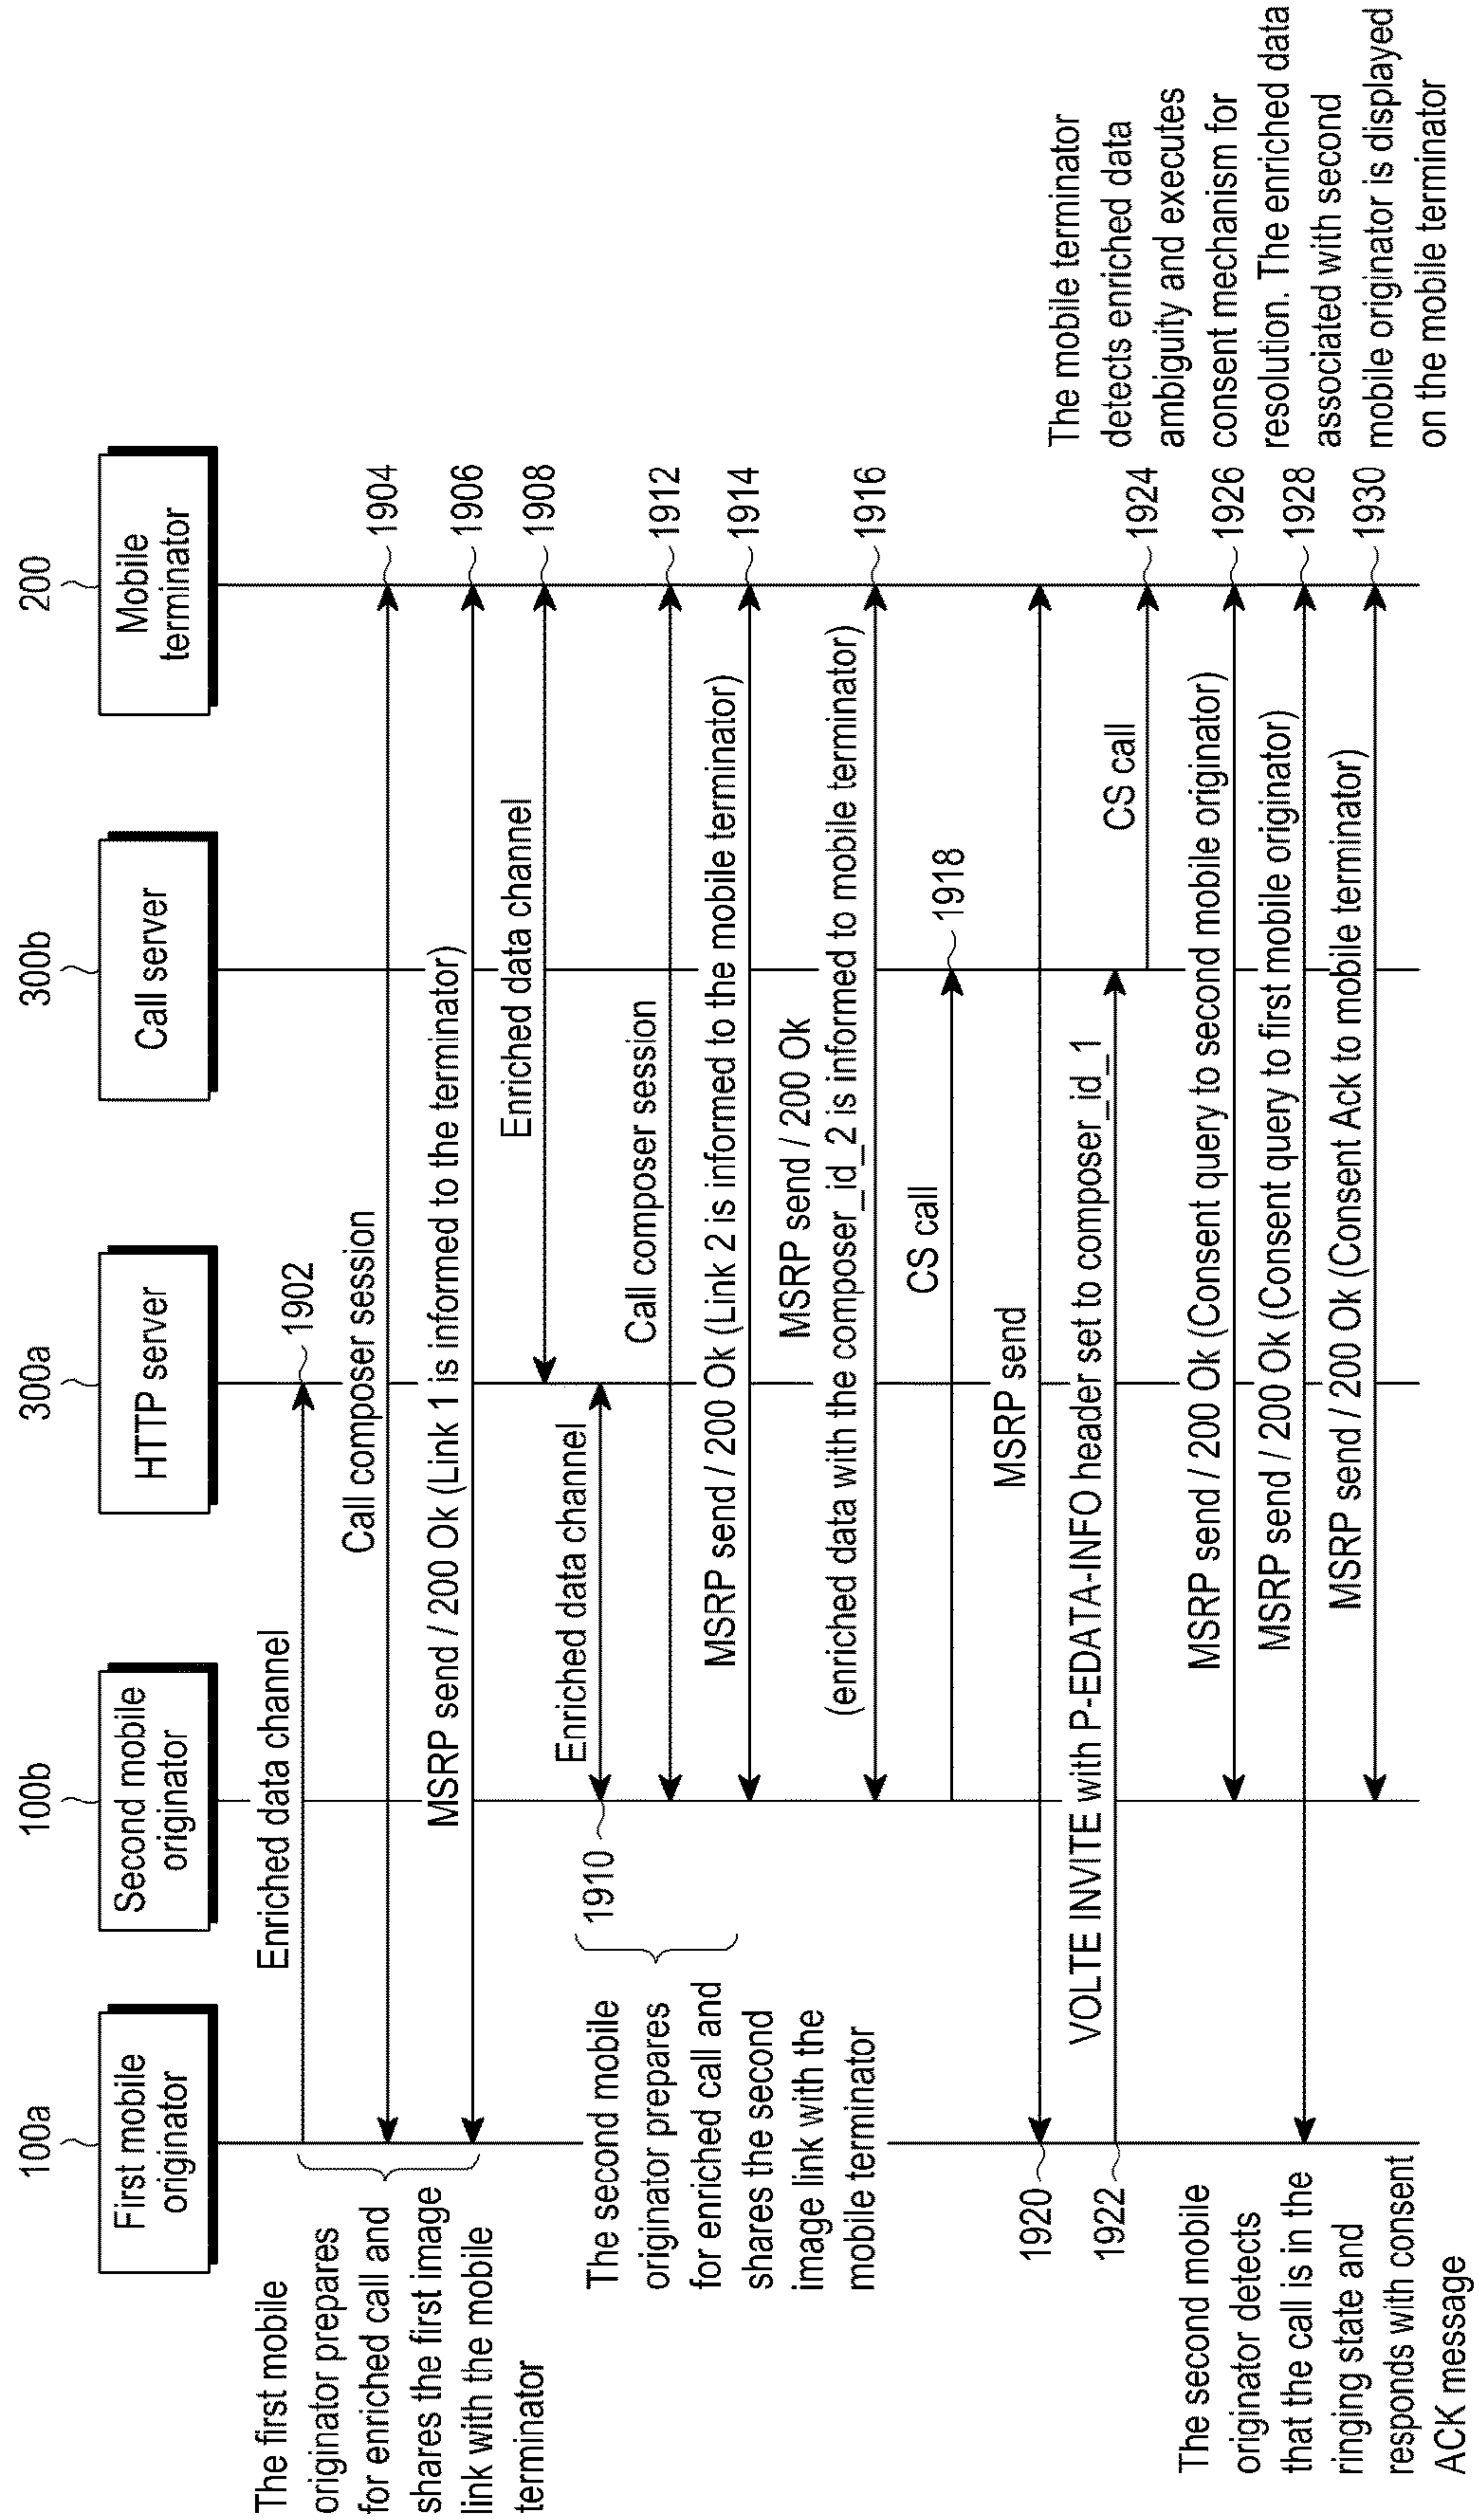 100a
First mobile
originator
100b
Second mobile
originator
300a
HTTP server
300b
Call server
200
Mobile
terminator
The first mobile
originator prepares
for enriched call and
shares the first image
link with the mobile
terminator
Enriched data channel
1902
Call composer session
1904
MSRP send / 200 Ok (Link 1 is informed to the terminator)
1906
Enriched data channel
1908
The second mobile
originator prepares
for enriched call and
shares the second
image link with the
mobile terminator
1910
Enriched data channel
Call composer session
1912
MSRP send / 200 Ok (Link 2 is informed to the mobile terminator)
1914
MSRP send / 200 Ok
(enriched data with the composer_id_2 is informed to mobile terminator)
1916
CS call
1918
1920
MSRP send
1922
VOLTE INVITE with P-EDATA-INFO header set to composer_id_1
CS call
1924
The mobile terminator
detects enriched data
ambiguity and executes
consent mechanism for
resolution. The enriched data
associated with second
mobile originator is displayed
on the mobile terminator
MSRP send / 200 Ok (Consent query to second mobile originator)
1926
MSRP send / 200 Ok (Consent query to first mobile originator)
1928
MSRP send / 200 Ok (Consent Ack to mobile terminator)
1930
The second mobile
originator detects
that the call is in the
ringing state and
responds with consent
ACK message